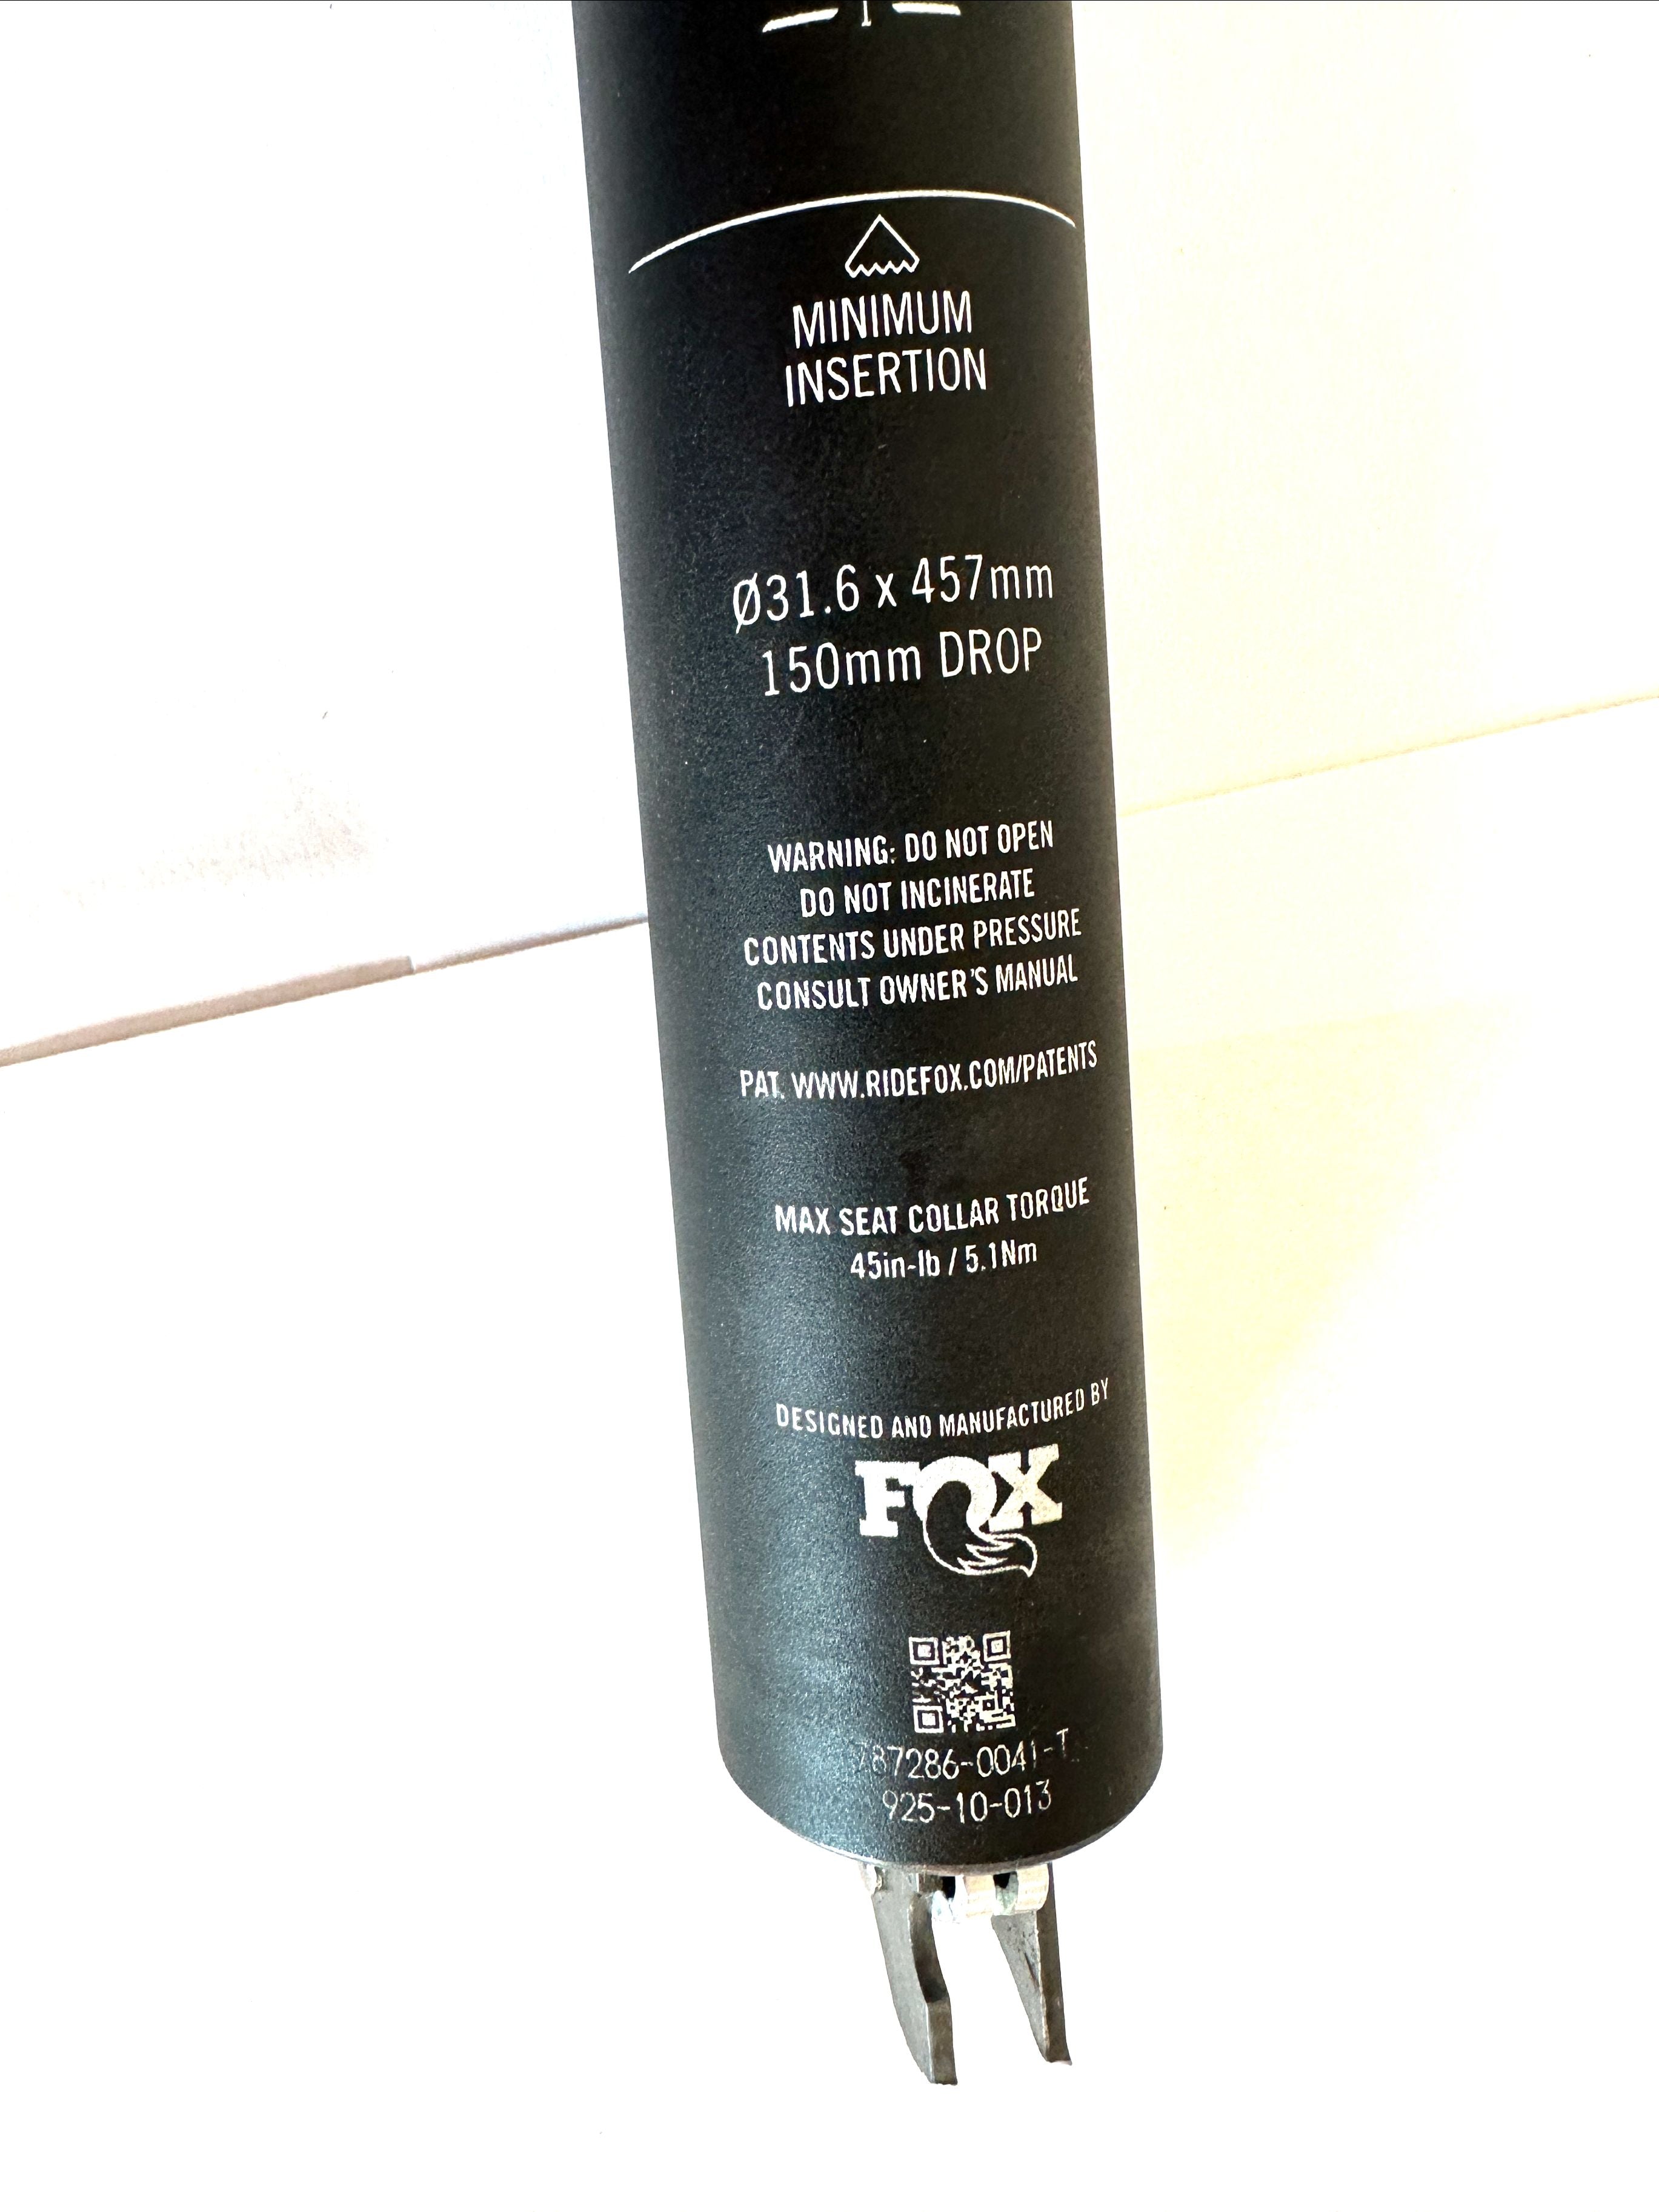 MINIMUM
INSERTION
Ø31.6 x 457mm
150mm DROP
WARNING: DO NOT OPEN
DO NOT INCINERATE
CONTENTS UNDER PRESSURE
CONSULT OWNER'S MANUAL
PAT. WWW.RIDEFOX.COM/PATENTS
MAX SEAT COLLAR TORQUE
45in-lb / 5.1Nm
DESIGNED AND MANUFACTURED BY
FOX
925-10-013